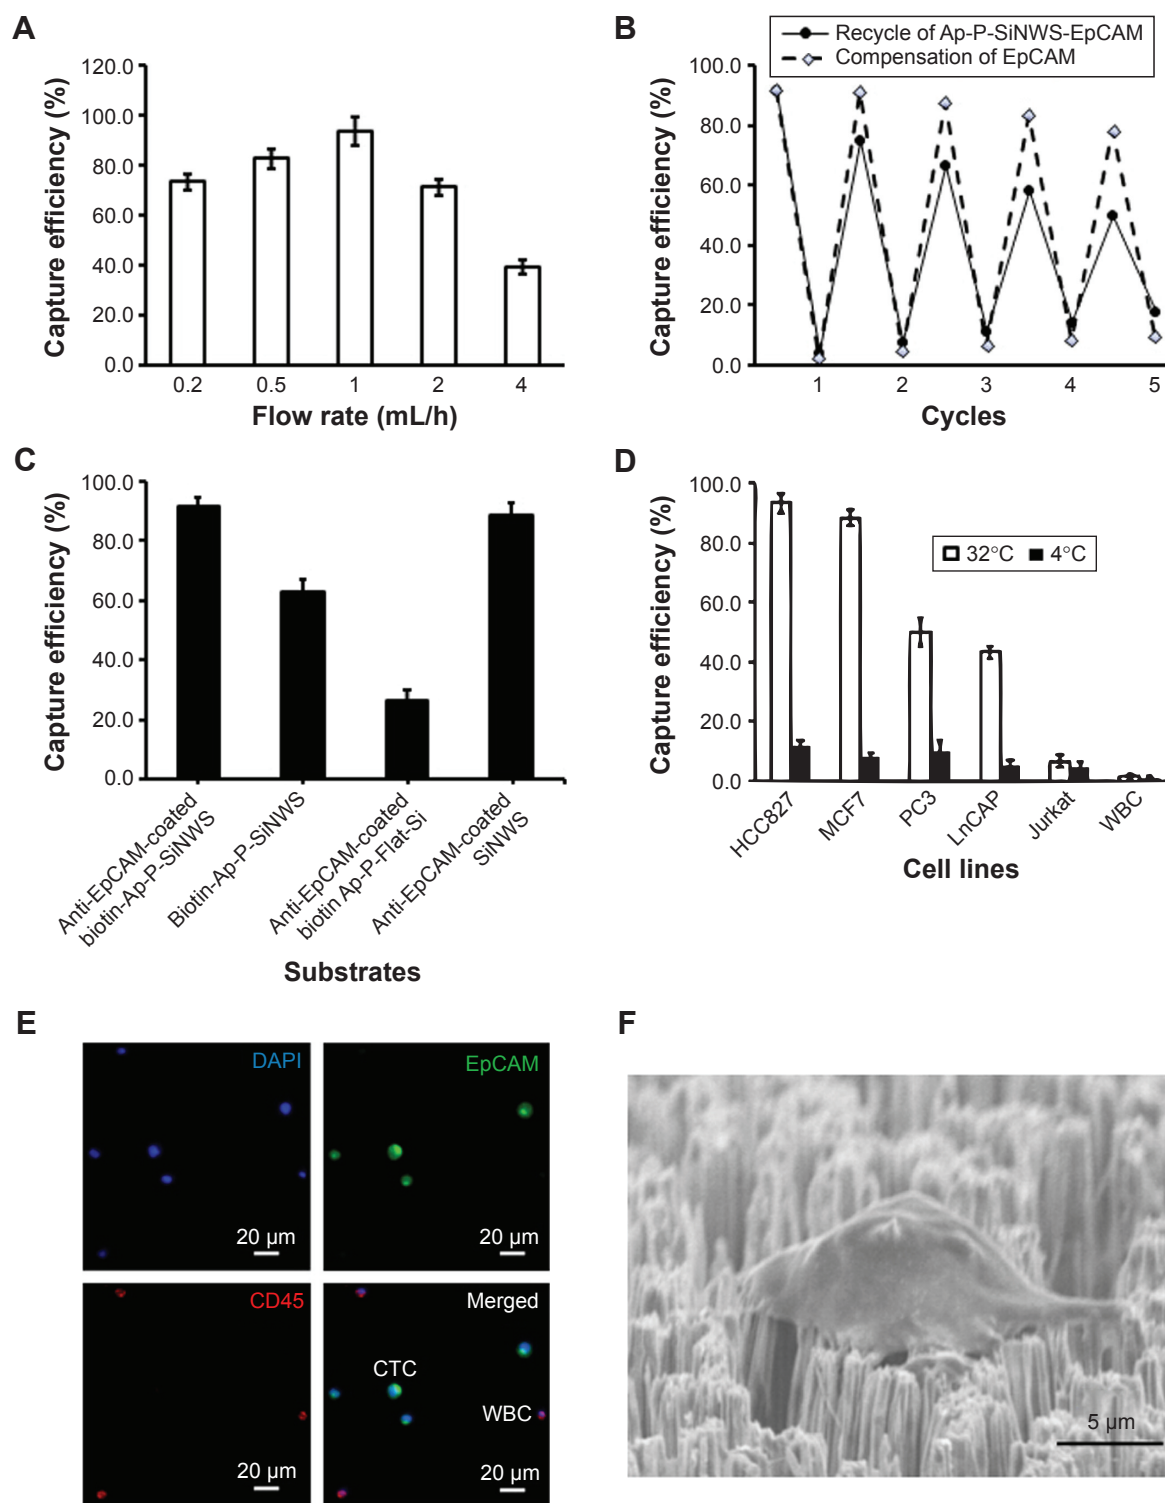 A
Capture efficiency (%)
120.0
100.0
80.0
60.0
40.0
20.0
0.0
0.2 0.5 1 2 4
Flow rate (mL/h)
B
Recycle of Ap-P-SiNWS-EpCAM
Compensation of EpCAM
Capture efficiency (%)
100.0
80.0
60.0
40.0
20.0
0.0
1 2 3 4 5
Cycles
C
Capture efficiency (%)
100.0
80.0
60.0
40.0
20.0
0.0
Anti-EpCAM-coated
biotin-Ap-P-SiNWS
Biotin-Ap-P-SiNWS
Anti-EpCAM-coated
biotin Ap-P-Flat-Si
Anti-EpCAM-coated
SiNWS
Substrates
D
Capture efficiency (%)
100.0
80.0
60.0
40.0
20.0
0.0
32°C 4°C
HCC827
MCF7
PC3
LnCAP
Jurkat
WBC
Cell lines
E
DAPI
20 µm
EpCAM
20 µm
CD45
20 µm
Merged
CTC
WBC
20 µm
F
5 µm